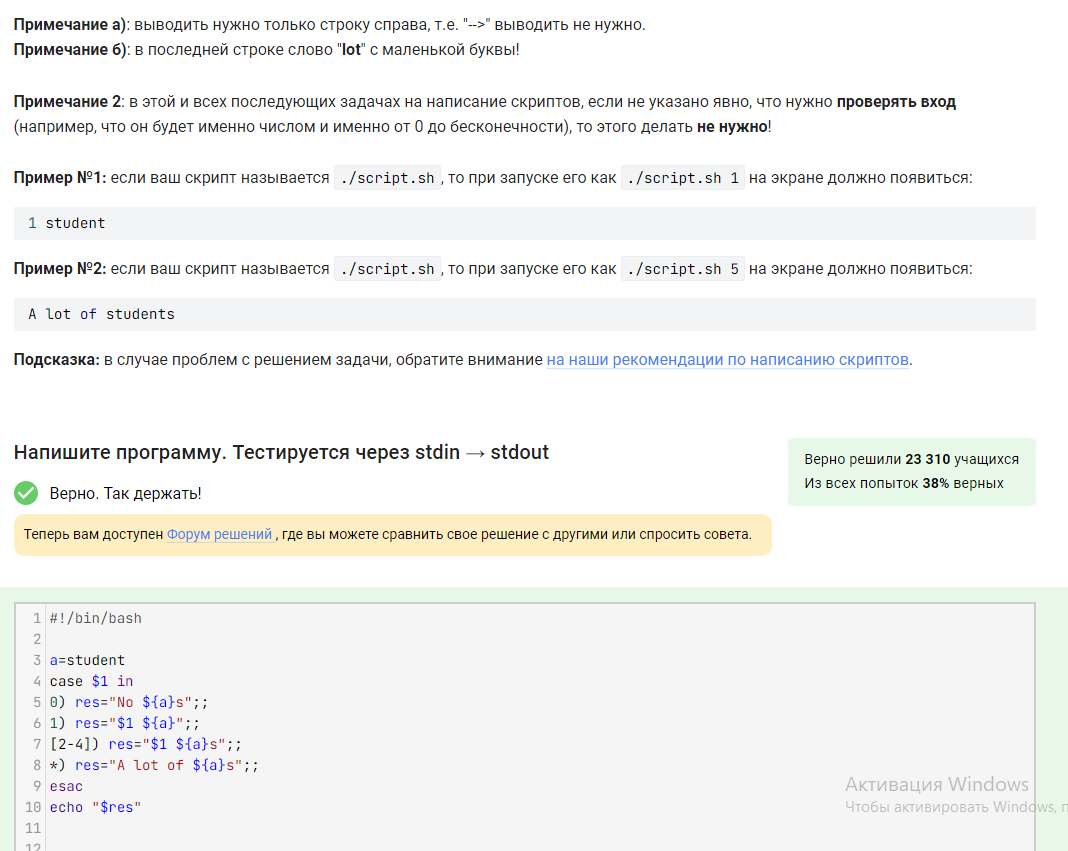 Примечание а): выводить нужно только строку справа, т.е. "-->" выводить не нужно.
Примечание б): в последней строке слово "lot" с маленькой буквы!
Примечание 2: в этой и всех последующих задачах на написание скриптов, если не указано явно, что нужно проверять вход
(например, что он будет именно числом и именно от 0 до бесконечности), то этого делать не нужно!
Пример №1: если ваш скрипт называется ./script.sh, то при запуске его как ./script.sh 1 на экране должно появиться:
1 student
Пример №2: если ваш скрипт называется ./script.sh, то при запуске его как ./script.sh 5 на экране должно появиться:
A lot of students
Подсказка: в случае проблем с решением задачи, обратите внимание на наши рекомендации по написанию скриптов.
Напишите программу. Тестируется через stdin → stdout
Верно решили 23 310 учащихся
Из всех попыток 38% верных
Верно. Так держать!
Теперь вам доступен Форум решений , где вы можете сравнить свое решение с другими или спросить совета.
1 #!/bin/bash
2
3 a=student
4 case $1 in
5 0) res="No ${a}s";;
6 1) res="$1 ${a}";;
7 [2-4]) res="$1 ${a}s";;
8 *) res="A lot of ${a}s";;
9 esac
10 echo "$res"
11
12
Активация Windows
Чтобы активировать Windows, п